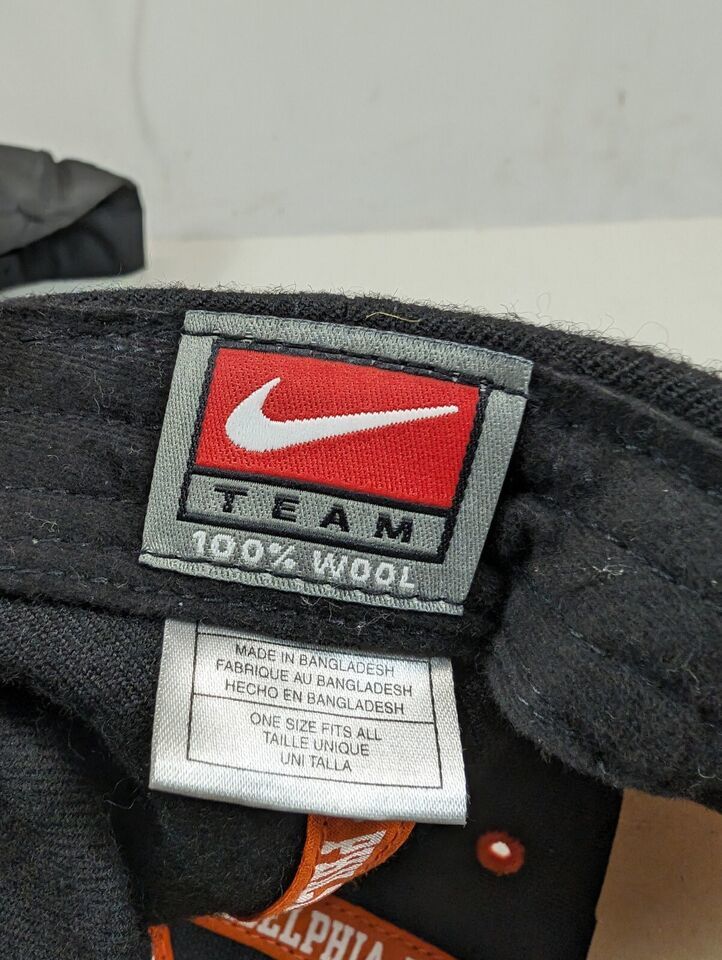 TEAM
100% WOOL
MADE IN BANGLADESH
FABRIQUE AU BANGLADESH
HECHO EN BANGLADESH
ONE SIZE FITS ALL
TAILLE UNIQUE
UNI TALLA